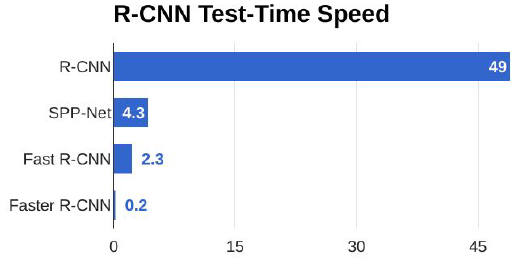 R-CNN Test-Time Speed
R-CNN 49
SPP-Net 4.3
Fast R-CNN 2.3
Faster R-CNN 0.2
0 15 30 45